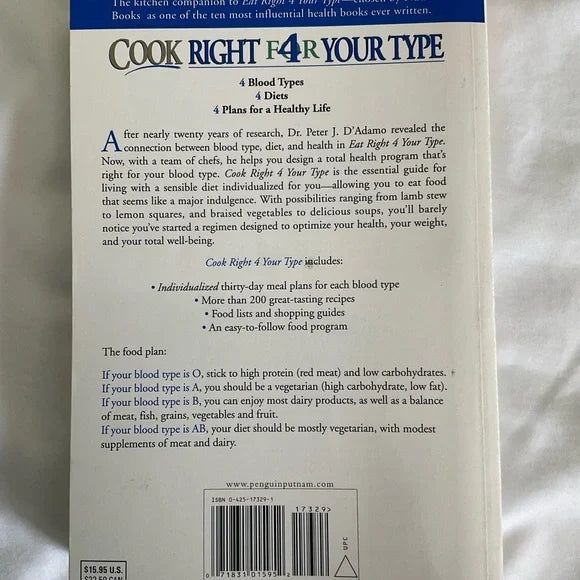 The kitchen companion to Eat Right 4 Your Type—chosen by
Books as one of the ten most influential health books ever written.
COOK RIGHT F4R YOUR TYPE
4 Blood Types
4 Diets
4 Plans for a Healthy Life
After nearly twenty years of research, Dr. Peter J. D'Adamo revealed the
connection between blood type, diet, and health in Eat Right 4 Your Type.
Now, with a team of chefs, he helps you design a total health program that's
right for your blood type. Cook Right 4 Your Type is the essential guide for
living with a sensible diet individualized for you—allowing you to eat food
that seems like a major indulgence. With possibilities ranging from lamb stew
to lemon squares, and braised vegetables to delicious soups, you'll barely
notice you've started a regimen designed to optimize your health, your weight,
and your total well-being.
Cook Right 4 Your Type includes:
• Individualized thirty-day meal plans for each blood type
• More than 200 great-tasting recipes
• Food lists and shopping guides
• An easy-to-follow food program
The food plan:
If your blood type is O, stick to high protein (red meat) and low carbohydrates.
If your blood type is A, you should be a vegetarian (high carbohydrate, low fat).
If your blood type is B, you can enjoy most dairy products, as well as a balance
of meat, fish, grains, vegetables and fruit.
If your blood type is AB, your diet should be mostly vegetarian, with modest
supplements of meat and dairy.
www.penguinputnam.com
ISBN 0-425-17329-1
17329>
0 71831 01595 2
UPC
$15.95 U.S.
$22.50 CAN